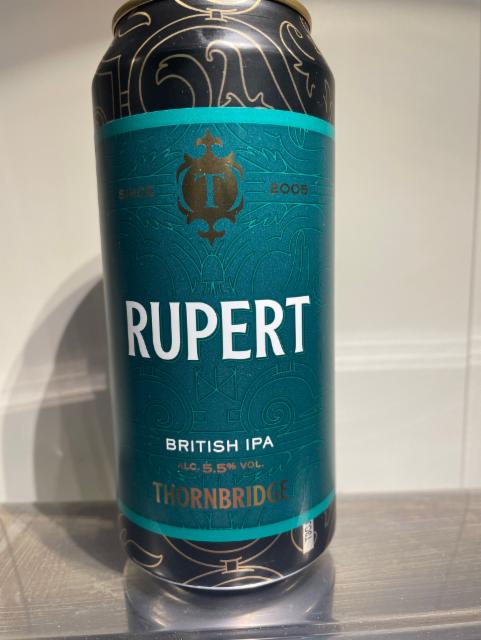 T
SINCE 2005
RUPERT
BRITISH IPA
ALC. 5.5% VOL.
THORNBRIDGE